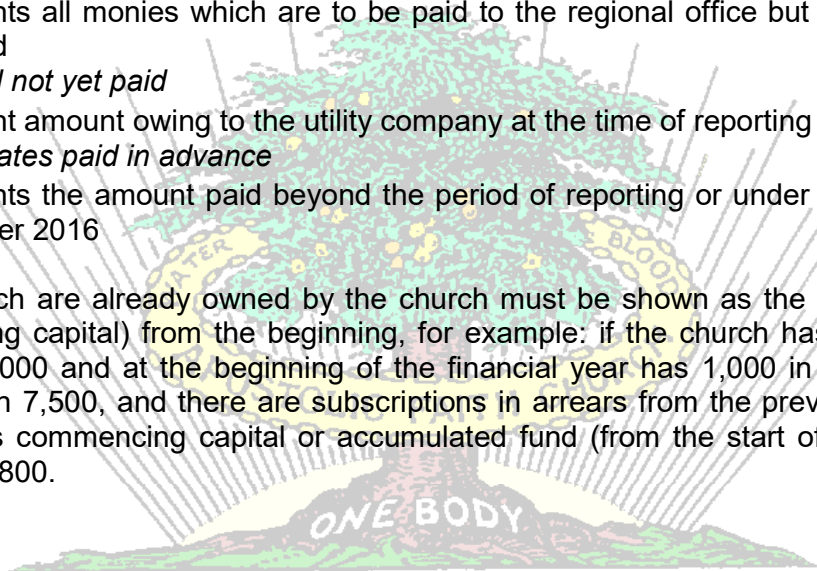 nts all monies which are to be paid to the regional office but
d
l not yet paid
nt amount owing to the utility company at the time of reporting
ates paid in advance
nts the amount paid beyond the period of reporting or under
er 2016
WATER
BLOOD
ch are already owned by the church must be shown as the
ng capital) from the beginning, for example: if the church has
000 and at the beginning of the financial year has 1,000 in
n 7,500, and there are subscriptions in arrears from the prev
s commencing capital or accumulated fund (from the start of
800.
APOSTOLIC FAITH CHURCH
ONE BODY